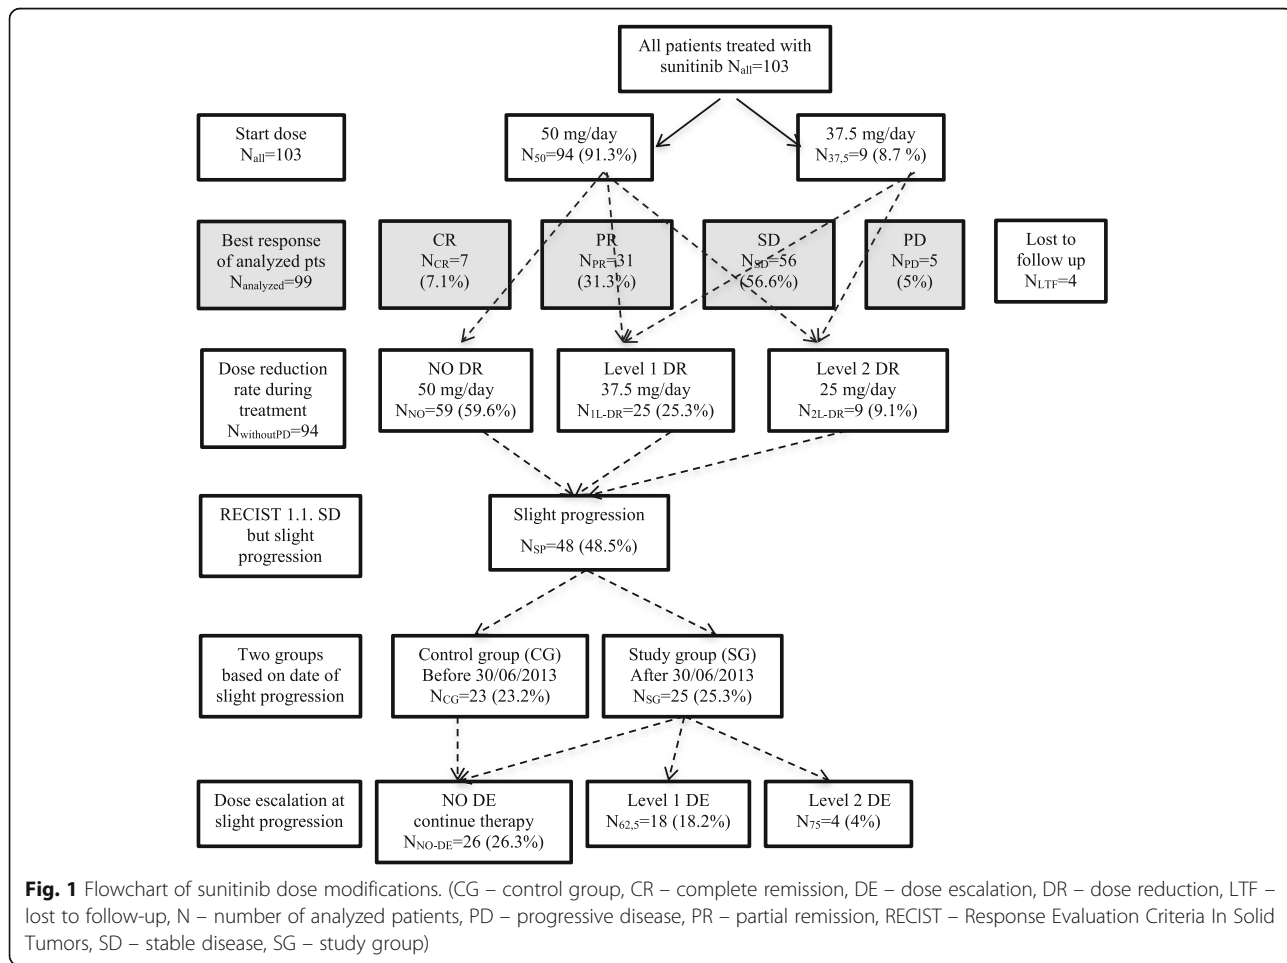 All patients treated with
sunitinib Nall=103
Start dose
Nall=103
50 mg/day
N50=94 (91.3%)
37.5 mg/day
N37,5=9 (8.7 %)
Best response
of analyzed pts
Nanalyzed=99
CR
NCR=7
(7.1%)
PR
NPR=31
(31.3%)
SD
NSD=56
(56.6%)
PD
NPD=5
(5%)
Lost to
follow up
NLTF=4
Dose reduction
rate during
treatment
NwithoutPD=94
NO DR
50 mg/day
NNO=59 (59.6%)
Level 1 DR
37.5 mg/day
N1L-DR=25 (25.3%)
Level 2 DR
25 mg/day
N2L-DR=9 (9.1%)
RECIST 1.1. SD
but slight
progression
Slight progression
NSP=48 (48.5%)
Two groups
based on date of
slight progression
Control group (CG)
Before 30/06/2013
NCG=23 (23.2%)
Study group (SG)
After 30/06/2013
NSG=25 (25.3%)
Dose escalation at
slight progression
NO DE
continue therapy
NNO-DE=26 (26.3%)
Level 1 DE
N62,5=18 (18.2%)
Level 2 DE
N75=4 (4%)
Fig. 1 Flowchart of sunitinib dose modifications. (CG – control group, CR – complete remission, DE – dose escalation, DR – dose reduction, LTF –
lost to follow-up, N – number of analyzed patients, PD – progressive disease, PR – partial remission, RECIST – Response Evaluation Criteria In Solid
Tumors, SD – stable disease, SG – study group)